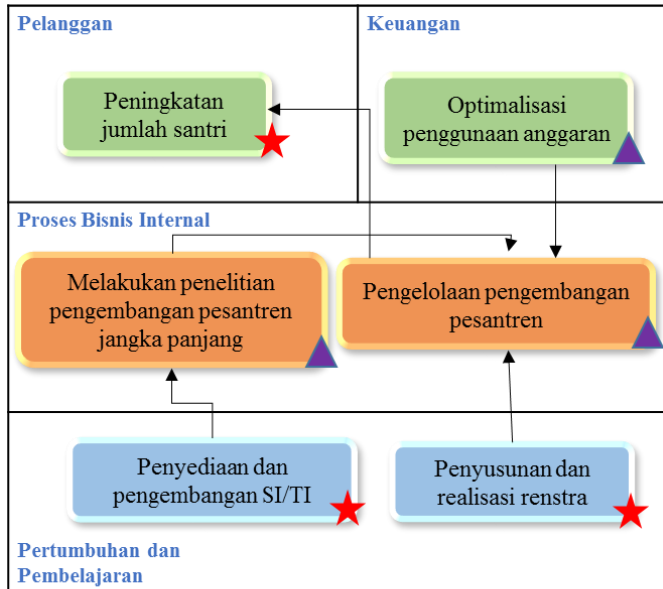 Pelanggan
Keuangan
Peningkatan
jumlah santri
Optimalisasi
penggunaan anggaran
Proses Bisnis Internal
Melakukan penelitian
pengembangan pesantren
jangka panjang
Pengelolaan pengembangan
pesantren
Penyediaan dan
pengembangan SI/TI
Penyusunan dan
realisasi renstra
Pertumbuhan dan
Pembelajaran